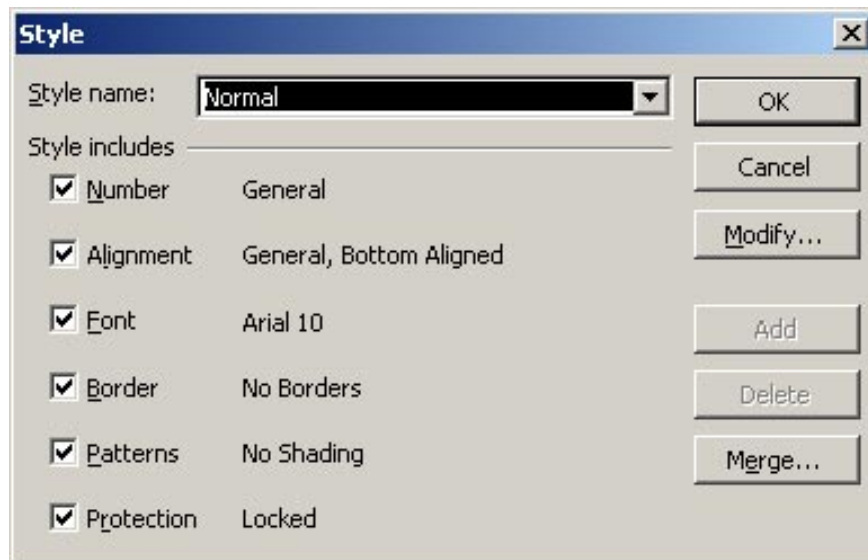 Style
Style name: Normal
OK
Style includes
Cancel
Number General
Modify...
Alignment General, Bottom Aligned
Font Arial 10
Add
Border No Borders
Delete
Patterns No Shading
Merge...
Protection Locked